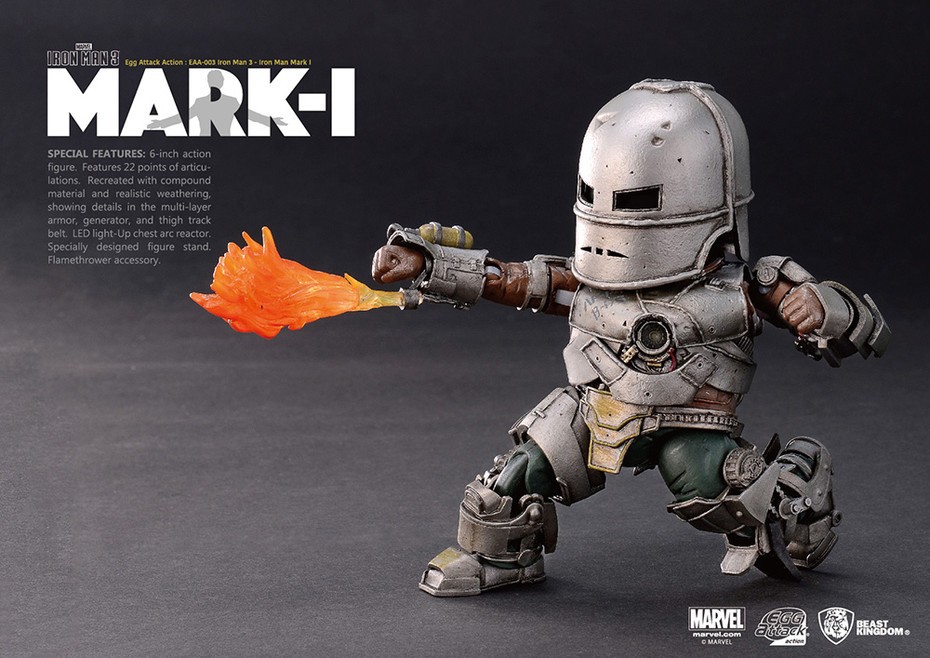 MARVEL
IRON MAN 3
Egg Attack Action : EAA-003 Iron Man 3 - Iron Man Mark I
MARK-I
SPECIAL FEATURES: 6-inch action
figure. Features 22 points of articu-
lations. Recreated with compound
material and realistic weathering,
showing details in the multi-layer
armor, generator, and thigh track
belt. LED light-Up chest arc reactor.
Specially designed figure stand.
Flamethrower accessory.
MARVEL
marvel.com
© MARVEL
EGG
attack
action
BEAST
KINGDOM®